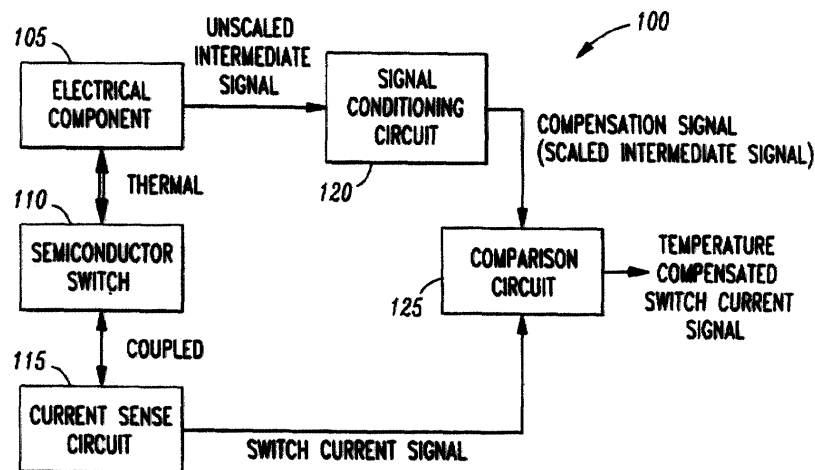 105
ELECTRICAL
COMPONENT
UNSCALED
INTERMEDIATE
SIGNAL
SIGNAL
CONDITIONING
CIRCUIT
120
100
COMPENSATION SIGNAL
(SCALED INTERMEDIATE SIGNAL)
THERMAL
110
SEMICONDUCTOR
SWITCH
COMPARISON
CIRCUIT
125
TEMPERATURE
COMPENSATED
SWITCH CURRENT
SIGNAL
COUPLED
115
CURRENT SENSE
CIRCUIT
SWITCH CURRENT SIGNAL